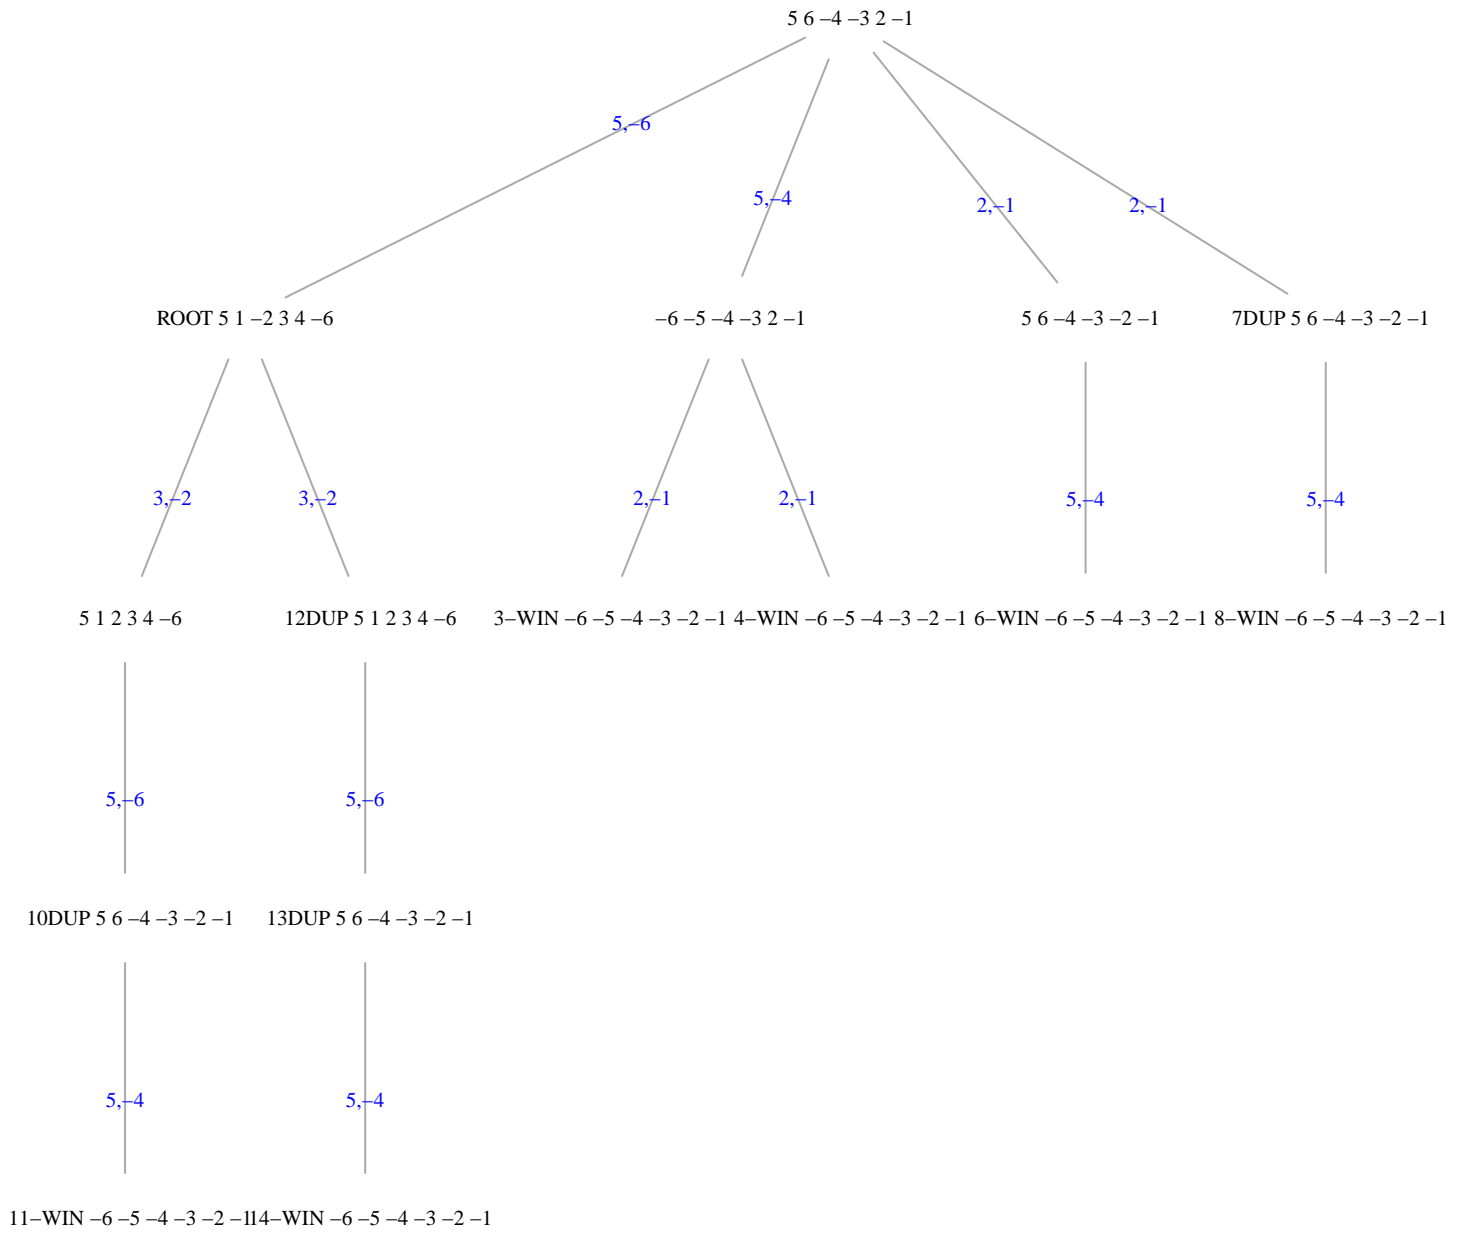 5 6 –4 –3 2 –1
5,–6
5,–4
2,–1
2,–1
ROOT 5 1 –2 3 4 –6
–6 –5 –4 –3 2 –1
5 6 –4 –3 –2 –1
7DUP 5 6 –4 –3 –2 –1
3,–2
3,–2
2,–1
2,–1
5,–4
5,–4
5 1 2 3 4 –6
12DUP 5 1 2 3 4 –6
3–WIN –6 –5 –4 –3 –2 –1
4–WIN –6 –5 –4 –3 –2 –1
6–WIN –6 –5 –4 –3 –2 –1
8–WIN –6 –5 –4 –3 –2 –1
5,–6
5,–6
10DUP 5 6 –4 –3 –2 –1
13DUP 5 6 –4 –3 –2 –1
5,–4
5,–4
11–WIN –6 –5 –4 –3 –2 –1
14–WIN –6 –5 –4 –3 –2 –1